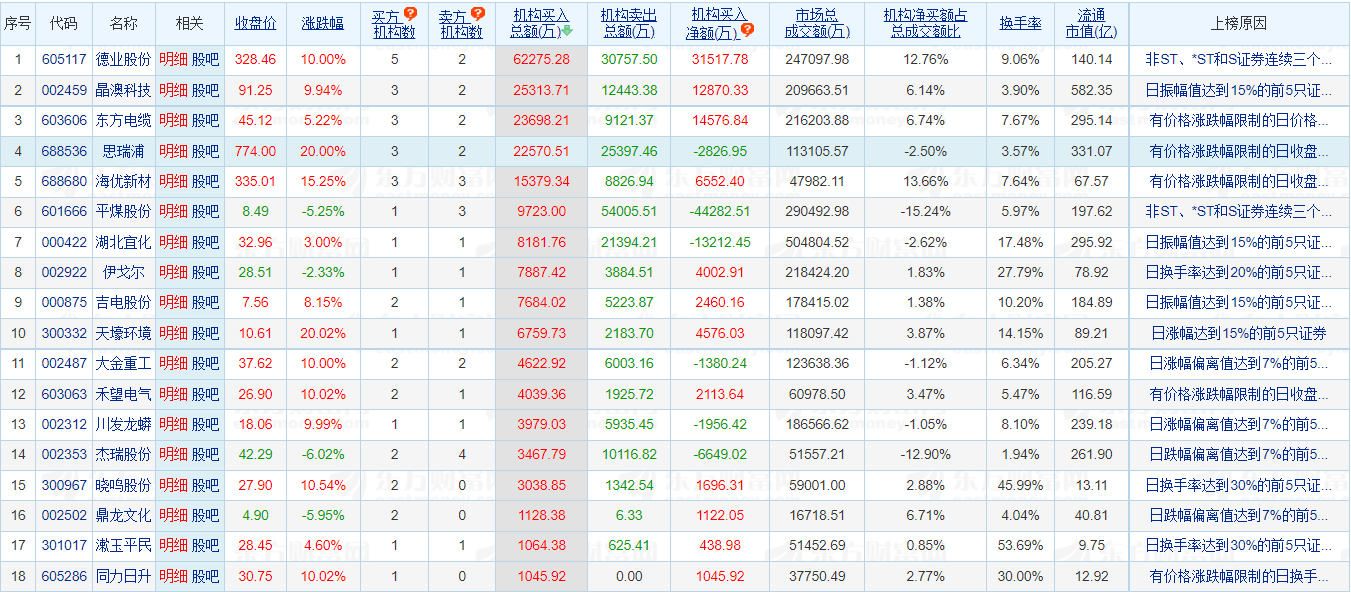 序号 代码 名称 相关 收盘价 涨跌幅 买方机构数 卖方机构数 机构买入总额(万) 机构卖出总额(万) 机构买入净额(万) 市场总成交额(万) 机构净买额占总成交额比 换手率 流通市值(亿) 上榜原因
1 605117 德业股份 明细 股吧 328.46 10.00% 5 2 62275.28 30757.50 31517.78 247097.98 12.76% 9.06% 140.14 非ST、*ST和S证券连续三个...
2 002459 晶澳科技 明细 股吧 91.25 9.94% 3 2 25313.71 12443.38 12870.33 209663.51 6.14% 3.90% 582.35 日振幅值达到15%的前5只证...
3 603606 东方电缆 明细 股吧 45.12 5.22% 3 2 23698.21 9121.37 14576.84 216203.88 6.74% 7.67% 295.14 有价格涨跌幅限制的日价格...
4 688536 思瑞浦 明细 股吧 774.00 20.00% 3 2 22570.51 25397.46 -2826.95 113105.57 -2.50% 3.57% 331.07 有价格涨跌幅限制的日收盘...
5 688680 海优新材 明细 股吧 335.01 15.25% 3 3 15379.34 8826.94 6552.40 47982.11 13.66% 7.64% 67.57 有价格涨跌幅限制的日收盘...
6 601666 平煤股份 明细 股吧 8.49 -5.25% 1 3 9723.00 54005.51 -44282.51 290492.98 -15.24% 5.97% 197.62 非ST、*ST和S证券连续三个...
7 000422 湖北宜化 明细 股吧 32.96 3.00% 1 1 8181.76 21394.21 -13212.45 504804.52 -2.62% 17.48% 295.92 日振幅值达到15%的前5只证...
8 002922 伊戈尔 明细 股吧 28.51 -2.33% 1 1 7887.42 3884.51 4002.91 218424.20 1.83% 27.79% 78.92 日换手率达到20%的前5只证...
9 000875 吉电股份 明细 股吧 7.56 8.15% 2 1 7684.02 5223.87 2460.16 178415.02 1.38% 10.20% 184.89 日振幅值达到15%的前5只证...
10 300332 天壕环境 明细 股吧 10.61 20.02% 1 1 6759.73 2183.70 4576.03 118097.42 3.87% 14.15% 89.21 日涨幅达到15%的前5只证券
11 002487 大金重工 明细 股吧 37.62 10.00% 2 2 4622.92 6003.16 -1380.24 123638.36 -1.12% 6.34% 205.27 日涨幅偏离值达到7%的前5...
12 603063 禾望电气 明细 股吧 26.90 10.02% 2 1 4039.36 1925.72 2113.64 60978.50 3.47% 5.47% 116.59 有价格涨跌幅限制的日收盘...
13 002312 川发龙蟒 明细 股吧 18.06 9.99% 1 1 3979.03 5935.45 -1956.42 186566.62 -1.05% 8.10% 239.18 日涨幅偏离值达到7%的前5...
14 002353 杰瑞股份 明细 股吧 42.29 -6.02% 2 4 3467.79 10116.82 -6649.02 51557.21 -12.90% 1.94% 261.90 日跌幅偏离值达到7%的前5...
15 300967 晓鸣股份 明细 股吧 27.90 10.54% 2 0 3038.85 1342.54 1696.31 59001.00 2.88% 45.99% 13.11 日换手率达到30%的前5只证...
16 002502 鼎龙文化 明细 股吧 4.90 -5.95% 2 0 1128.38 6.33 1122.05 16718.51 6.71% 4.04% 40.81 日跌幅偏离值达到7%的前5...
17 301017 漱玉平民 明细 股吧 28.45 4.60% 1 1 1064.38 625.41 438.98 51452.69 0.85% 53.69% 9.75 日换手率达到30%的前5只证...
18 605286 同力日升 明细 股吧 30.75 10.02% 1 0 1045.92 0.00 1045.92 37750.49 2.77% 30.00% 12.92 有价格涨跌幅限制的日换手...